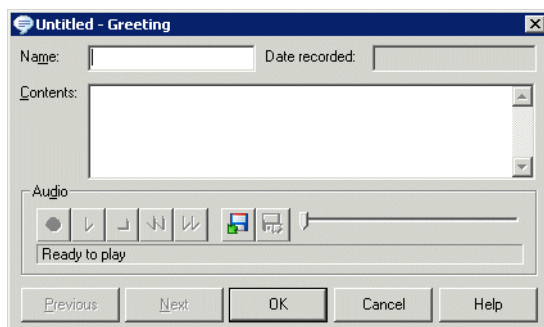 Untitled - Greeting
Name: Date recorded:
Contents:
Audio
Ready to play
Previous Next OK Cancel Help